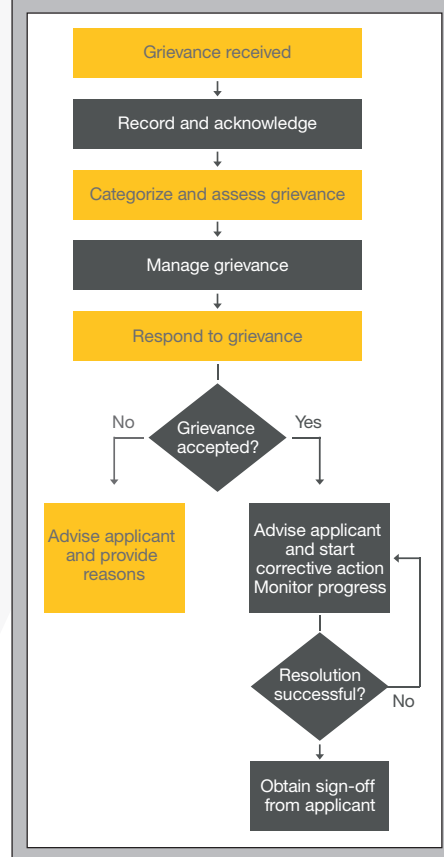 Grievance received
Record and acknowledge
Categorize and assess grievance
Manage grievance
Respond to grievance
No
Grievance
accepted?
Yes
Advise applicant
and provide
reasons
Advise applicant
and start
corrective action
Monitor progress
Resolution
successful?
No
Obtain sign-off
from applicant